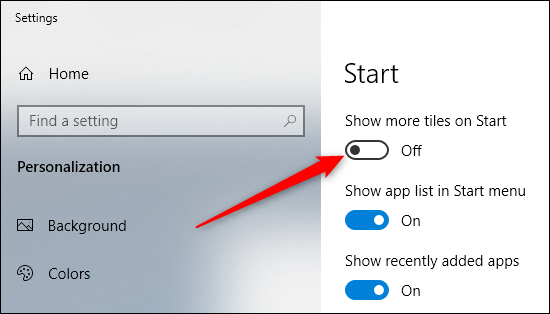 Settings
Home
Find a setting
Personalization
Background
Colors
Start
Show more tiles on Start
Off
Show app list in Start menu
On
Show recently added apps
On